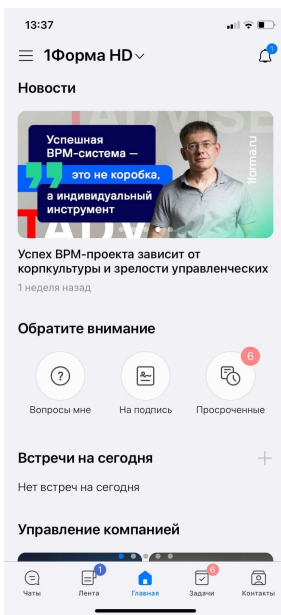 13:37
1Форма HD
Новости
Успешная
BPM-система —
это не коробка,
а индивидуальный
инструмент
1forma.ru
Успех BPM-проекта зависит от
корпкультуры и зрелости управленческих
1 неделя назад
Обратите внимание
6
Вопросы мне
На подпись
Просроченные
Встречи на сегодня
Нет встреч на сегодня
Управление компанией
1
6
Чаты
Лента
Главная
Задачи
Контакты